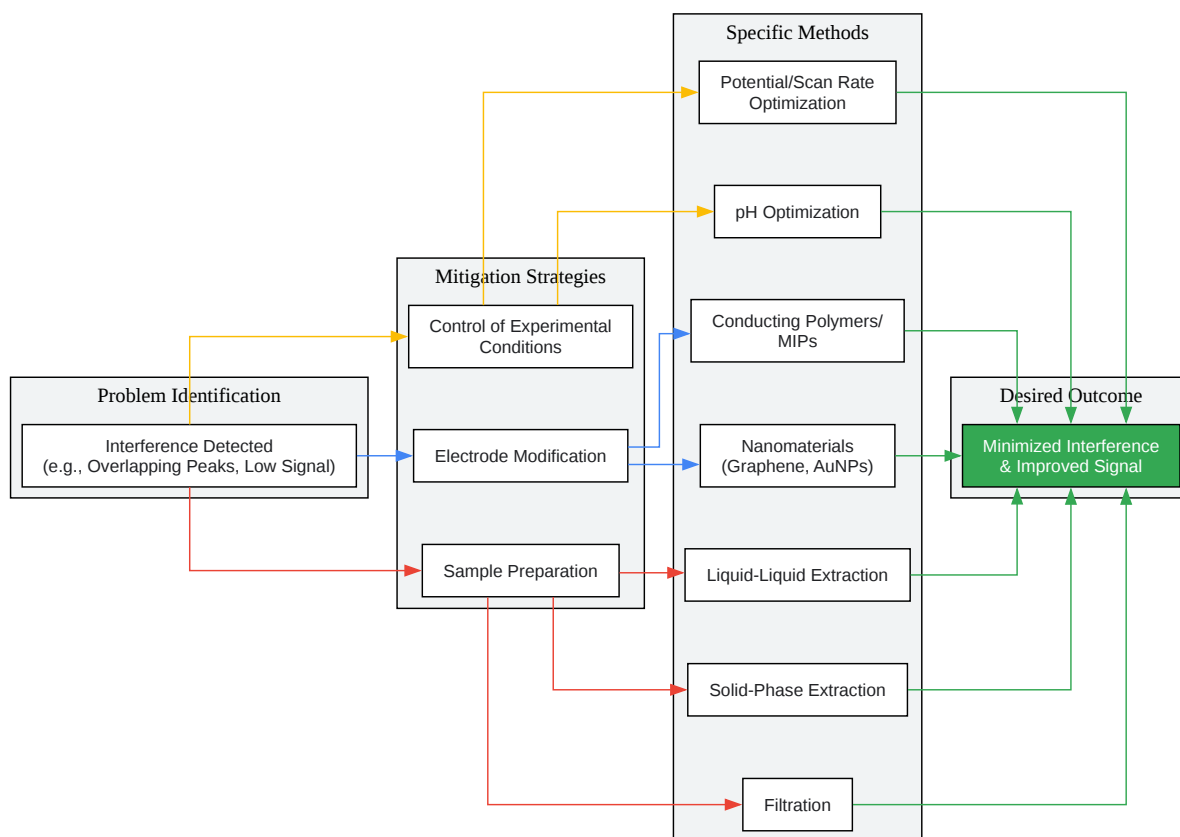 Problem Identification
Interference Detected
(e.g., Overlapping Peaks, Low Signal)
Mitigation Strategies
Control of Experimental
Conditions
Electrode Modification
Sample Preparation
Specific Methods
Potential/Scan Rate
Optimization
pH Optimization
Conducting Polymers/
MIPs
Nanomaterials
(Graphene, AuNPs)
Liquid-Liquid Extraction
Solid-Phase Extraction
Filtration
Desired Outcome
Minimized Interference
& Improved Signal